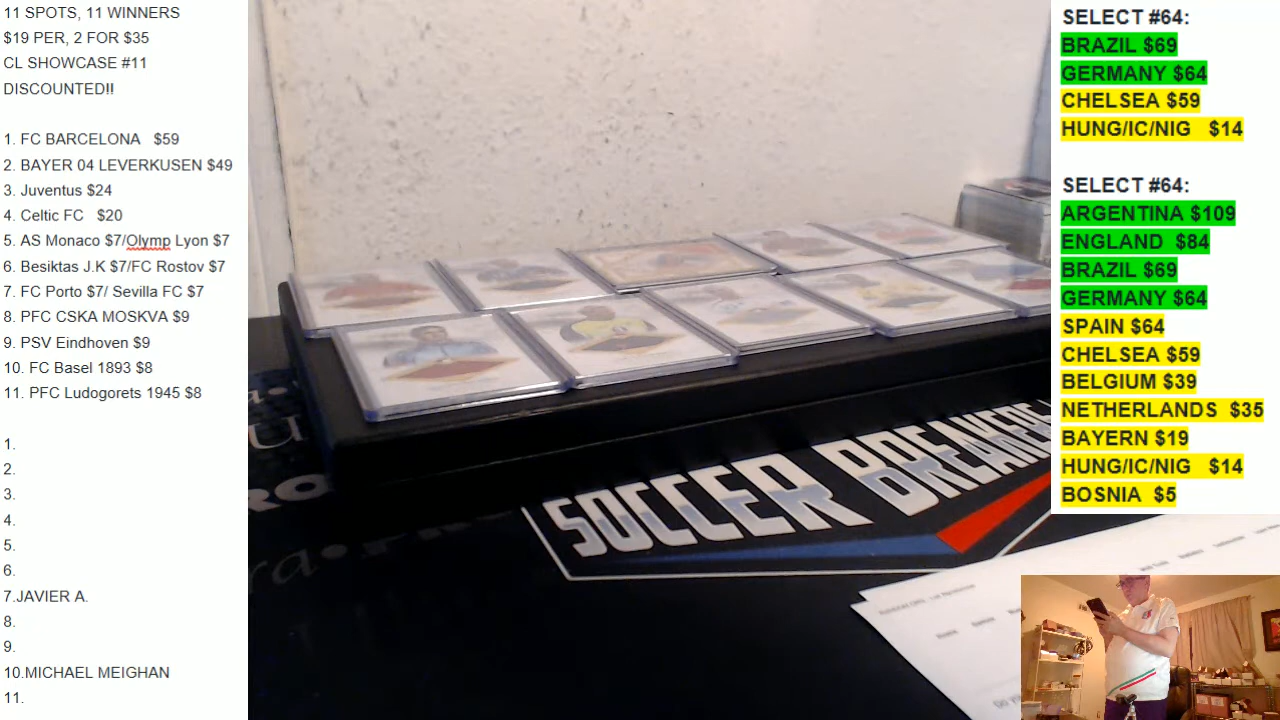 11 SPOTS, 11 WINNERS
$19 PER, 2 FOR $35
CL SHOWCASE #11
DISCOUNTED!!
1. FC BARCELONA $59
2. BAYER 04 LEVERKUSEN $49
3. Juventus $24
4. Celtic FC $20
5. AS Monaco $7/Olymp Lyon $7
6. Besiktas J.K $7/FC Rostov $7
7. FC Porto $7/ Sevilla FC $7
8. PFC CSKA MOSKVA $9
9. PSV Eindhoven $9
10. FC Basel 1893 $8
11. PFC Ludogorets 1945 $8
1.
2.
3.
4.
5.
6.
7.JAVIER A.
8.
9.
10.MICHAEL MEIGHAN
11.
SOCCER BREAKERS
SELECT #64:
BRAZIL $69
GERMANY $64
CHELSEA $59
HUNG/IC/NIG $14
SELECT #64:
ARGENTINA $109
ENGLAND $84
BRAZIL $69
GERMANY $64
SPAIN $64
CHELSEA $59
BELGIUM $39
NETHERLANDS $35
BAYERN $19
HUNG/IC/NIG $14
BOSNIA $5